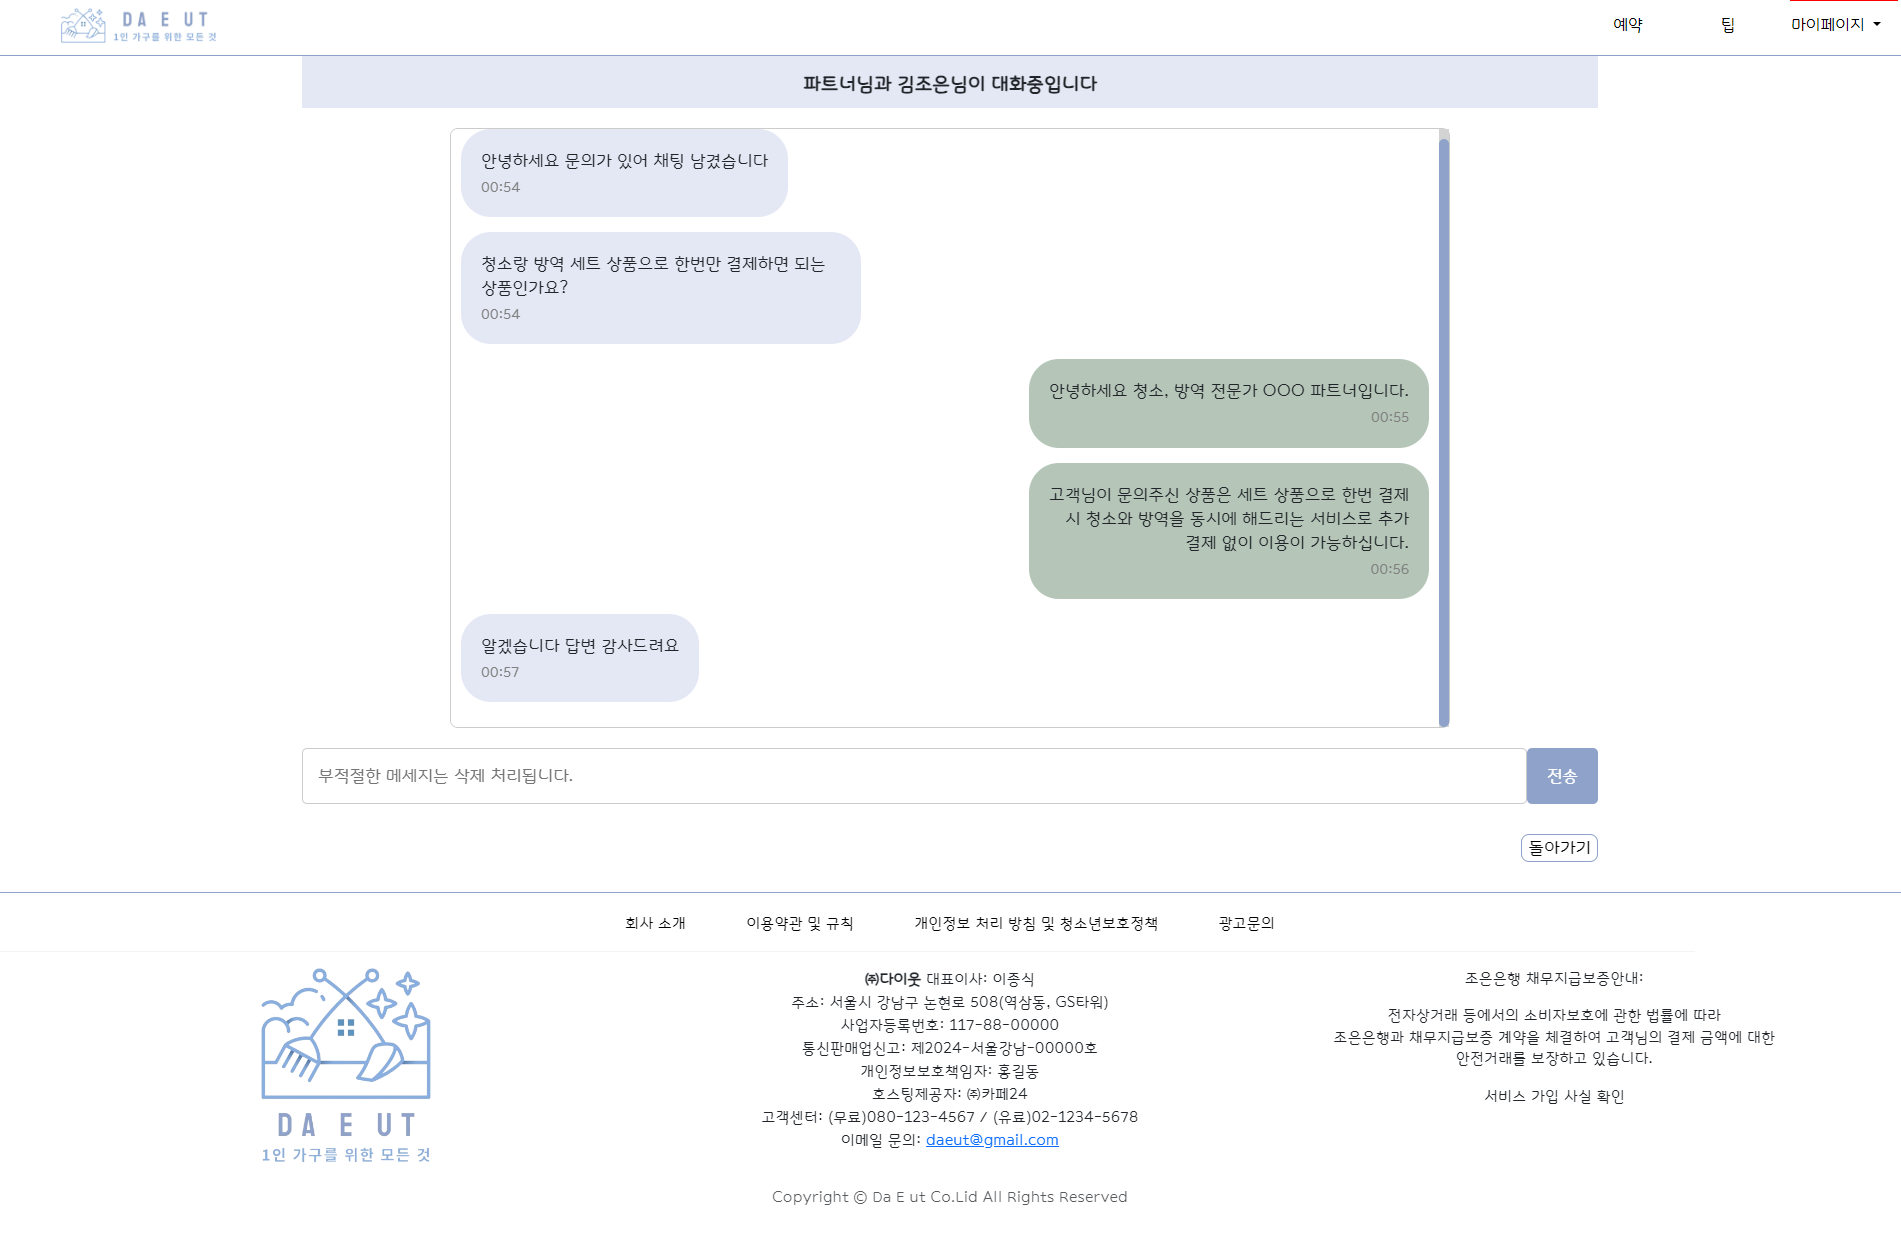 DA E UT
1인 가구를 위한 모든 것
예약
팁
마이페이지
파트너님과 김조은님이 대화중입니다
안녕하세요 문의가 있어 채팅 남겼습니다
00:54
청소랑 방역 세트 상품으로 한번만 결제하면 되는
상품인가요?
00:54
안녕하세요 청소, 방역 전문가 OOO 파트너입니다.
00:55
고객님이 문의주신 상품은 세트 상품으로 한번 결제
시 청소와 방역을 동시에 해드리는 서비스로 추가
결제 없이 이용이 가능하십니다.
00:56
알겠습니다 답변 감사드려요
00:57
부적절한 메세지는 삭제 처리됩니다.
전송
돌아가기
회사 소개
이용약관 및 규칙
개인정보 처리 방침 및 청소년보호정책
광고문의
DA E UT
1인 가구를 위한 모든 것
㈜다이웃 대표이사: 이종식
주소: 서울시 강남구 논현로 508(역삼동, GS타워)
사업자등록번호: 117-88-00000
통신판매업신고: 제2024-서울강남-00000호
개인정보보호책임자: 홍길동
호스팅제공자: ㈜카페24
고객센터: (무료)080-123-4567 / (유료)02-1234-5678
이메일 문의: daeut@gmail.com
조은은행 채무지급보증안내:
전자상거래 등에서의 소비자보호에 관한 법률에 따라
조은은행과 채무지급보증 계약을 체결하여 고객님의 결제 금액에 대한
안전거래를 보장하고 있습니다.
서비스 가입 사실 확인
Copyright © Da E ut Co.Lid All Rights Reserved